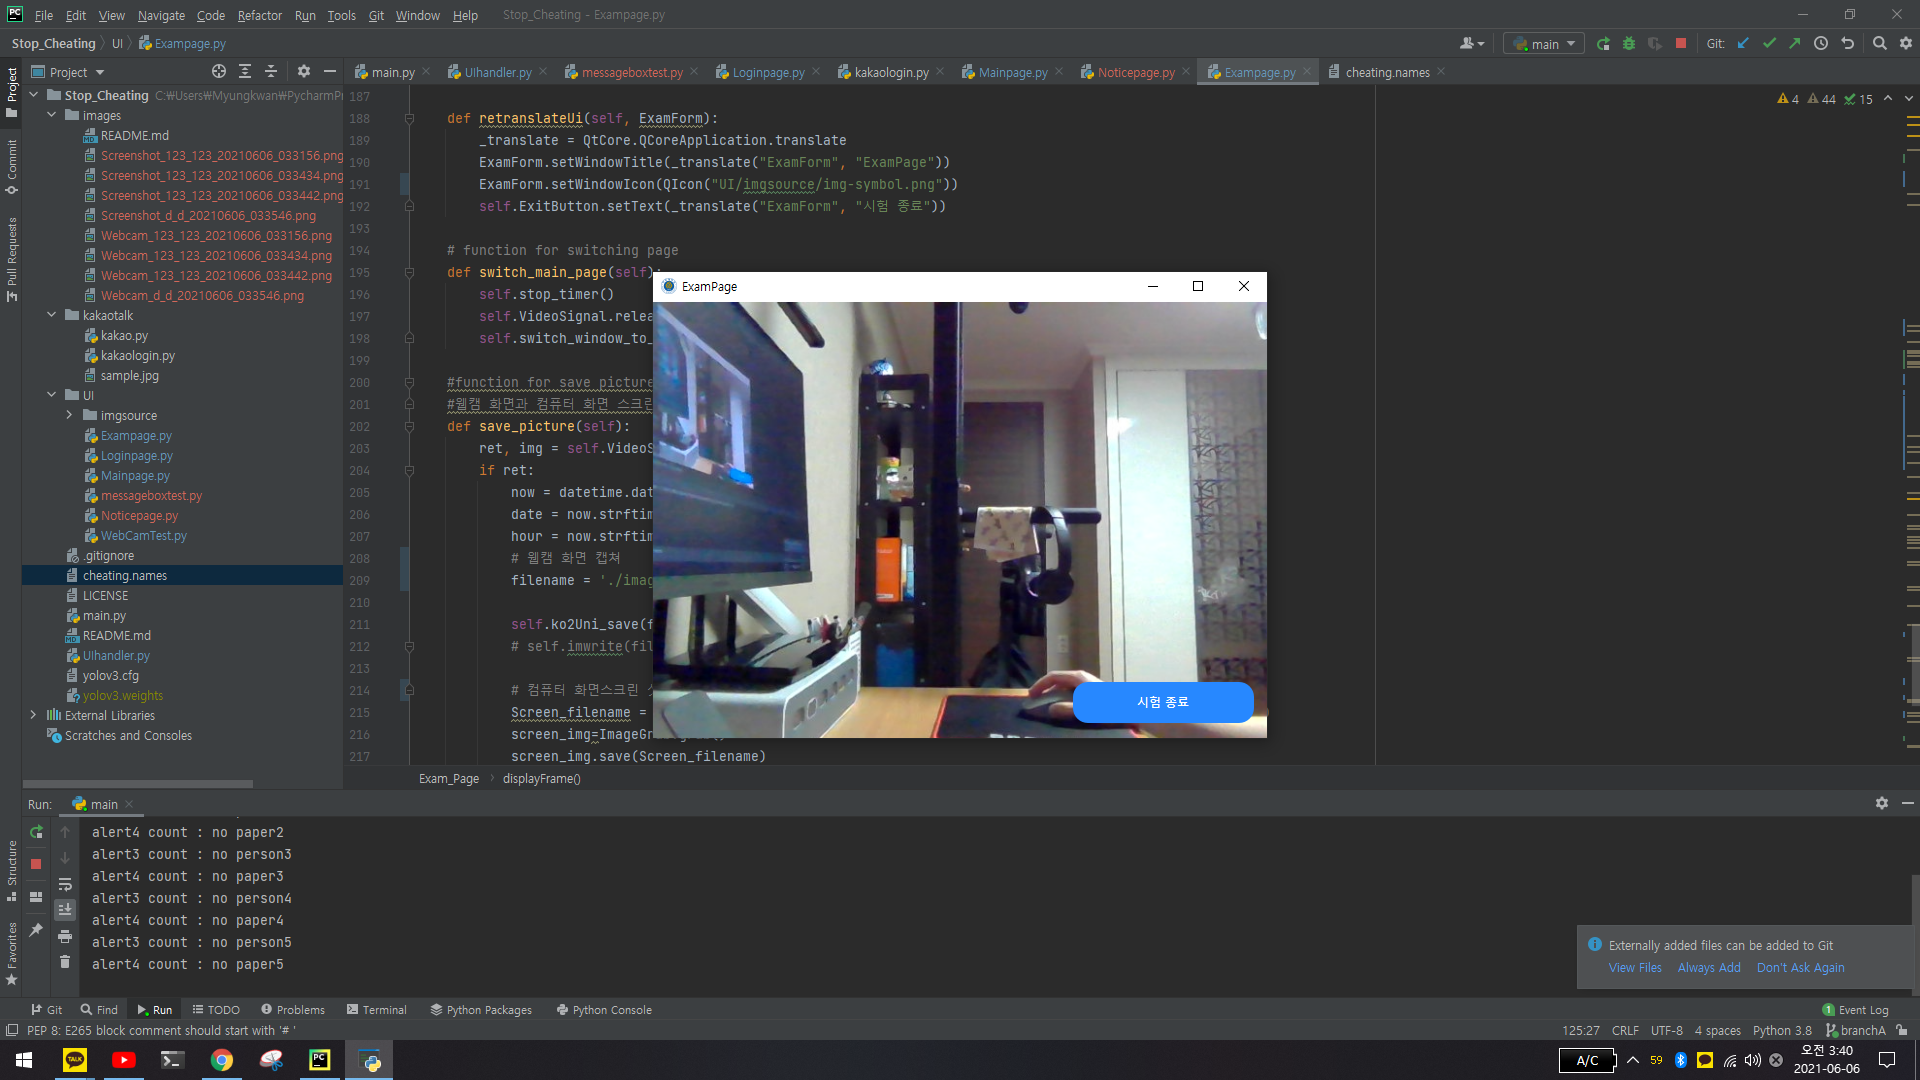 File Edit View Navigate Code Refactor Run Tools Git Window Help Stop_Cheating - Exampage.py
Stop_Cheating UI Exampage.py
main Git:
Project
main.py UIhandler.py messageboxtest.py Loginpage.py kakaologin.py Mainpage.py Noticepage.py Exampage.py cheating.names
4 44 15
Project
Commit
Pull Requests
Structure
Favorites
Stop_Cheating C:₩Users₩Myungkwan₩PycharmPr
images
README.md
Screenshot_123_123_20210606_033156.png
Screenshot_123_123_20210606_033434.png
Screenshot_123_123_20210606_033442.png
Screenshot_d_d_20210606_033546.png
Webcam_123_123_20210606_033156.png
Webcam_123_123_20210606_033434.png
Webcam_123_123_20210606_033442.png
Webcam_d_d_20210606_033546.png
kakaotalk
kakao.py
kakaologin.py
sample.jpg
UI
imgsource
Exampage.py
Loginpage.py
Mainpage.py
messageboxtest.py
Noticepage.py
WebCamTest.py
.gitignore
cheating.names
LICENSE
main.py
README.md
UIhandler.py
yolov3.cfg
yolov3.weights
External Libraries
Scratches and Consoles
187
188 def retranslateUi(self, ExamForm):
189 _translate = QtCore.QCoreApplication.translate
190 ExamForm.setWindowTitle(_translate("ExamForm", "ExamPage"))
191 ExamForm.setWindowIcon(QIcon("UI/imgsource/img-symbol.png"))
192 self.ExitButton.setText(_translate("ExamForm", "시험 종료"))
193
194 # function for switching page
195 def switch_main_page(self):
196 self.stop_timer()
197 self.VideoSignal.relea
198 self.switch_window_to_
199
200 #function for save picture
201 #웹캠 화면과 컴퓨터 화면 스크린
202 def save_picture(self):
203 ret, img = self.VideoS
204 if ret:
205 now = datetime.dat
206 date = now.strftim
207 hour = now.strftim
208 # 웹캠 화면 캡쳐
209 filename = './imag
210
211 self.ko2Uni_save(f
212 # self.imwrite(fil
213
214 # 컴퓨터 화면스크린
215 Screen_filename =
216 screen_img=ImageGr
217 screen_img.save(Screen_filename)
ExamPage
시험 종료
Exam_Page displayFrame()
Run: main
alert4 count : no paper2
alert3 count : no person3
alert4 count : no paper3
alert3 count : no person4
alert4 count : no paper4
alert3 count : no person5
alert4 count : no paper5
Externally added files can be added to Git
View Files Always Add Don't Ask Again
Git Find Run TODO Problems Terminal Python Packages Python Console 1 Event Log
PEP 8: E265 block comment should start with '# ' 125:27 CRLF UTF-8 4 spaces Python 3.8 branchA
TALK PC A/C 59 오전 3:40
2021-06-06